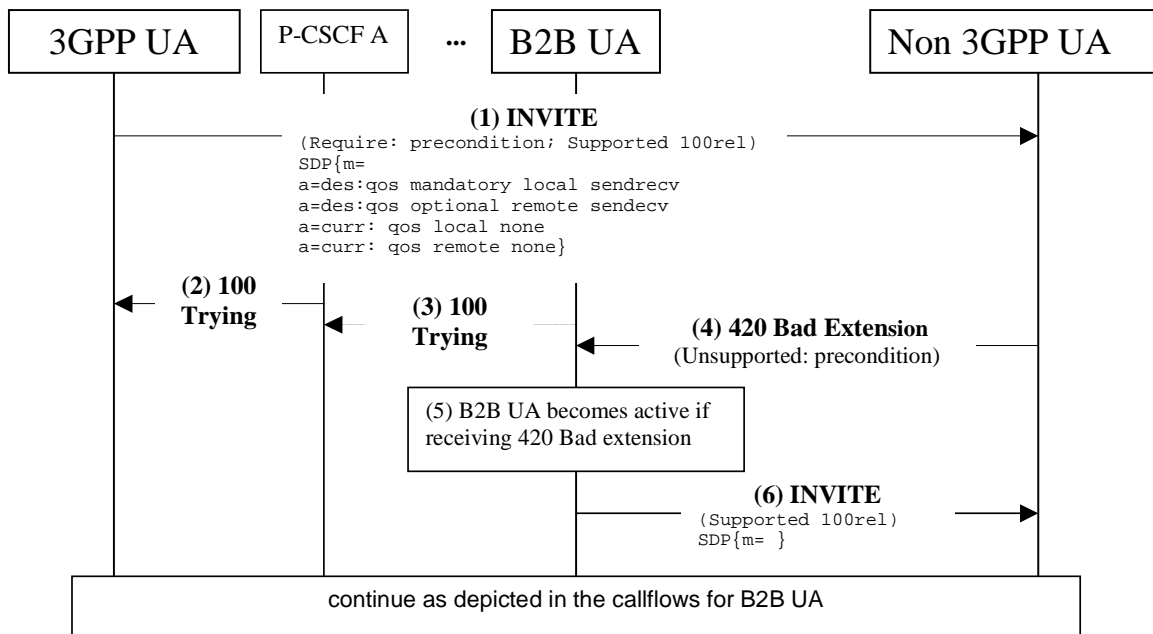 3GPP UA
P-CSCF A
...
B2B UA
Non 3GPP UA
(1) INVITE
(Require: precondition; Supported 100rel)
SDP{m=
a=des:qos mandatory local sendrecv
a=des:qos optional remote sendecv
a=curr: qos local none
a=curr: qos remote none}
(2) 100
Trying
(3) 100
Trying
(4) 420 Bad Extension
(Unsupported: precondition)
(5) B2B UA becomes active if
receiving 420 Bad extension
(6) INVITE
(Supported 100rel)
SDP{m= }
continue as depicted in the callflows for B2B UA